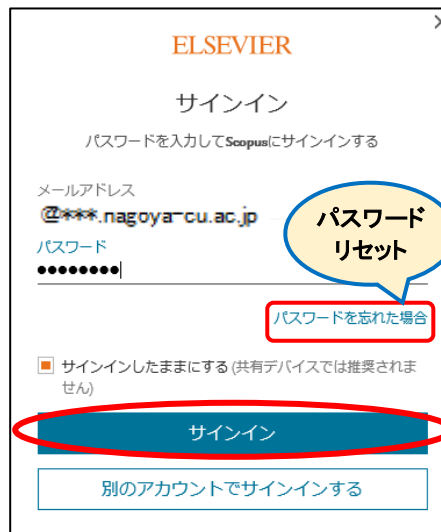 ELSEVIER
サインイン
パスワードを入力してScopusにサインインする
メールアドレス
@***.nagoya-cu.ac.jp
パスワード
リセット
パスワード
●●●●●●●●
パスワードを忘れた場合
サインインしたままにする (共有デバイスでは推奨されま
せん)
サインイン
別のアカウントでサインインする